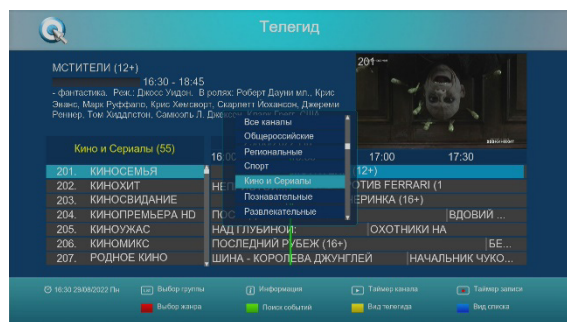 Телегид
МСТИТЕЛИ (12+)
16:30 - 18:45
- фантастика. Реж.: Джосс Уидон. В ролях: Роберт Дауни мл., Крис
Эванс, Марк Руффало, Крис Хемсворт, Скарлетт Йоханссон, Джереми
Реннер, Том Хиддлстон, Сэмюэль Л.
201
Кино и Сериалы (55)
16:00
17:00
17:30
Все каналы
Общероссийские
Региональные
Спорт
Кино и Сериалы
Познавательные
Развлекательные
201. КИНОСЕМЬЯ
(12+)
202. КИНОХИТ
ОТИВ FERRARI (1
203. КИНОСВИДАНИЕ
ЕРИНКА (16+)
204. КИНОПРЕМЬЕРА HD
ПОС
ВДОВИЙ ...
205. КИНОУЖАС
НАД ГЛУБИНОЙ:
ОХОТНИКИ НА
206. КИНОМИКС
ПОСЛЕДНИЙ РУБЕЖ (16+)
БЕ...
207. РОДНОЕ КИНО
ШИНА - КОРОЛЕВА ДЖУНГЛЕЙ
НАЧАЛЬНИК ЧУКО...
16:30 29/08/2022 Пн
Выбор группы
Информация
Таймер канала
Таймер записи
Выбор жанра
Поиск событий
Вид телегида
Вид списка